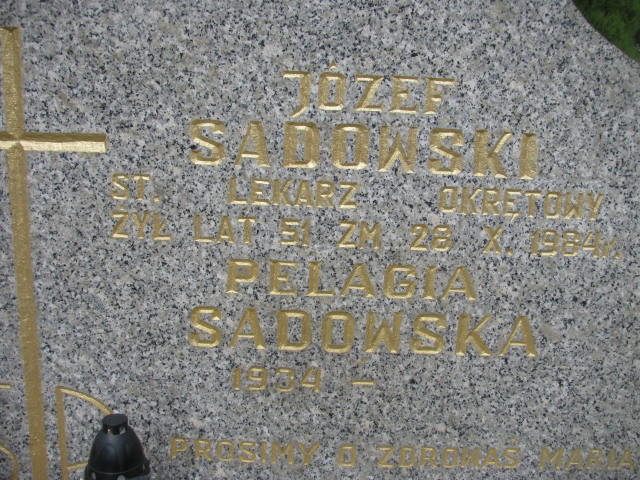 JÓZEF
SADOWSKI
ST. LEKARZ OKRĘTOWY
ŻYŁ LAT 51 ZM 28 X. 1984r.
PELAGIA
SADOWSKA
1934 –
PROSIMY O ZDROWAŚ MARIA